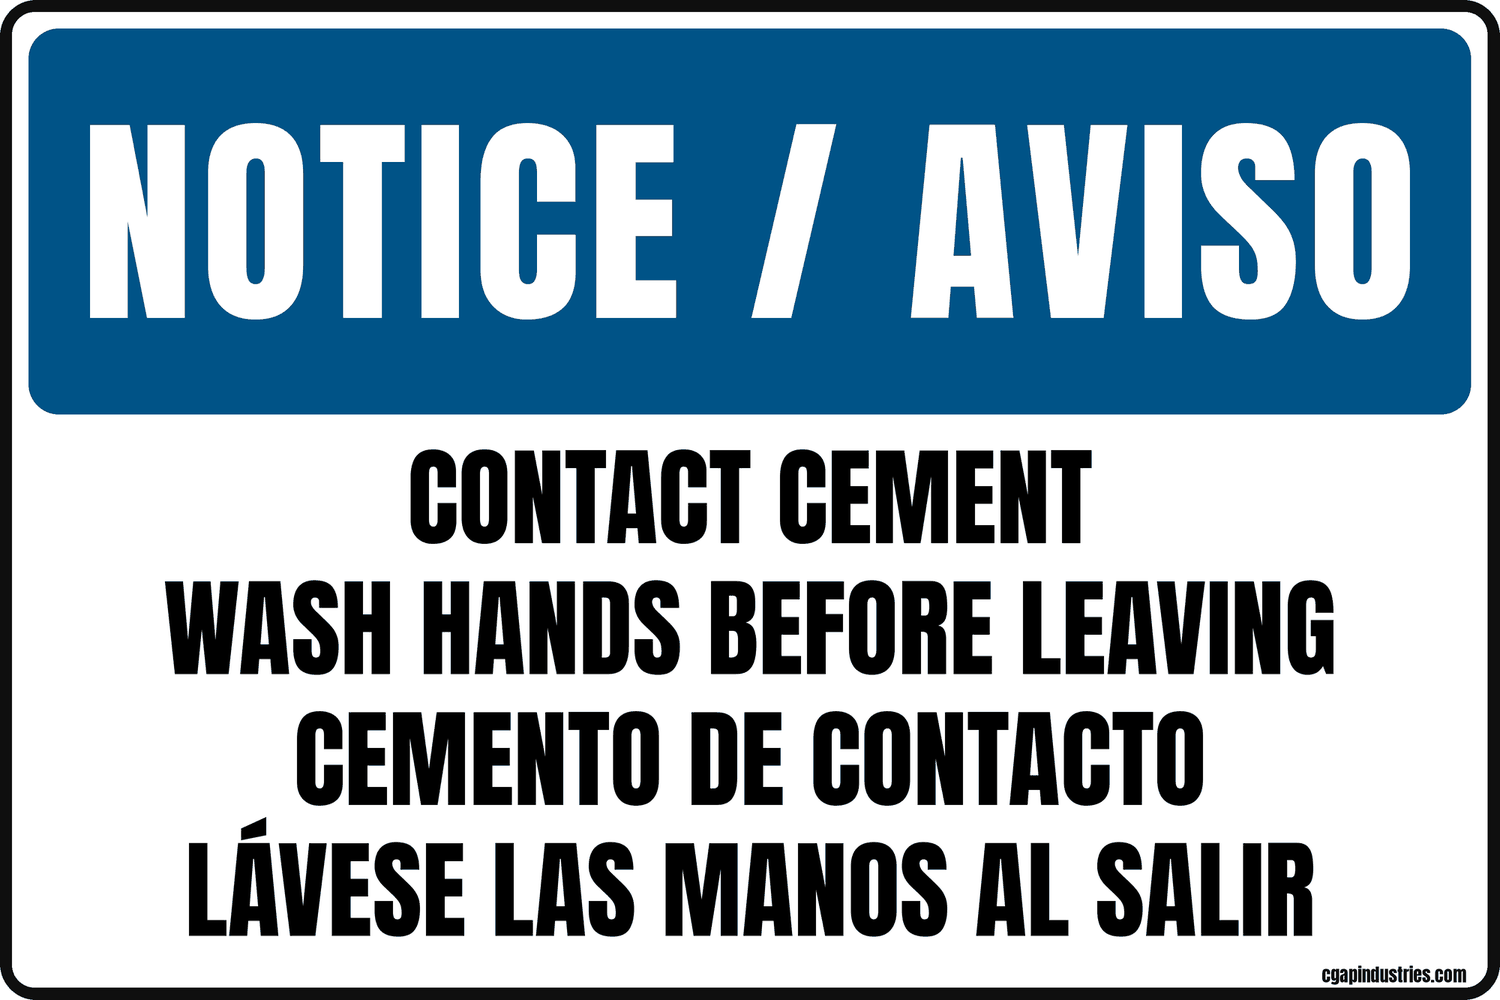 NOTICE / AVISO
CONTACT CEMENT
WASH HANDS BEFORE LEAVING
CEMENTO DE CONTACTO
LÁVESE LAS MANOS AL SALIR
cgapindustries.com